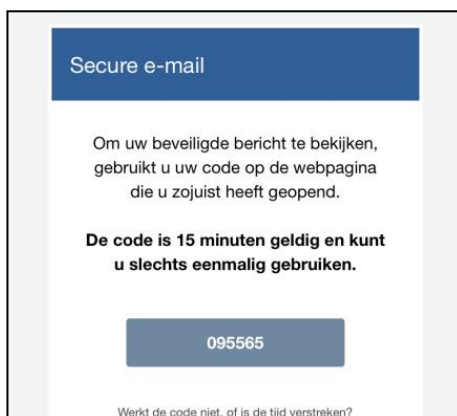 Secure e-mail
Om uw beveiligde bericht te bekijken,
gebruikt u uw code op de webpagina
die u zojuist heeft geopend.
De code is 15 minuten geldig en kunt
u slechts eenmalig gebruiken.
095565
Werkt de code niet, of is de tijd verstreken?